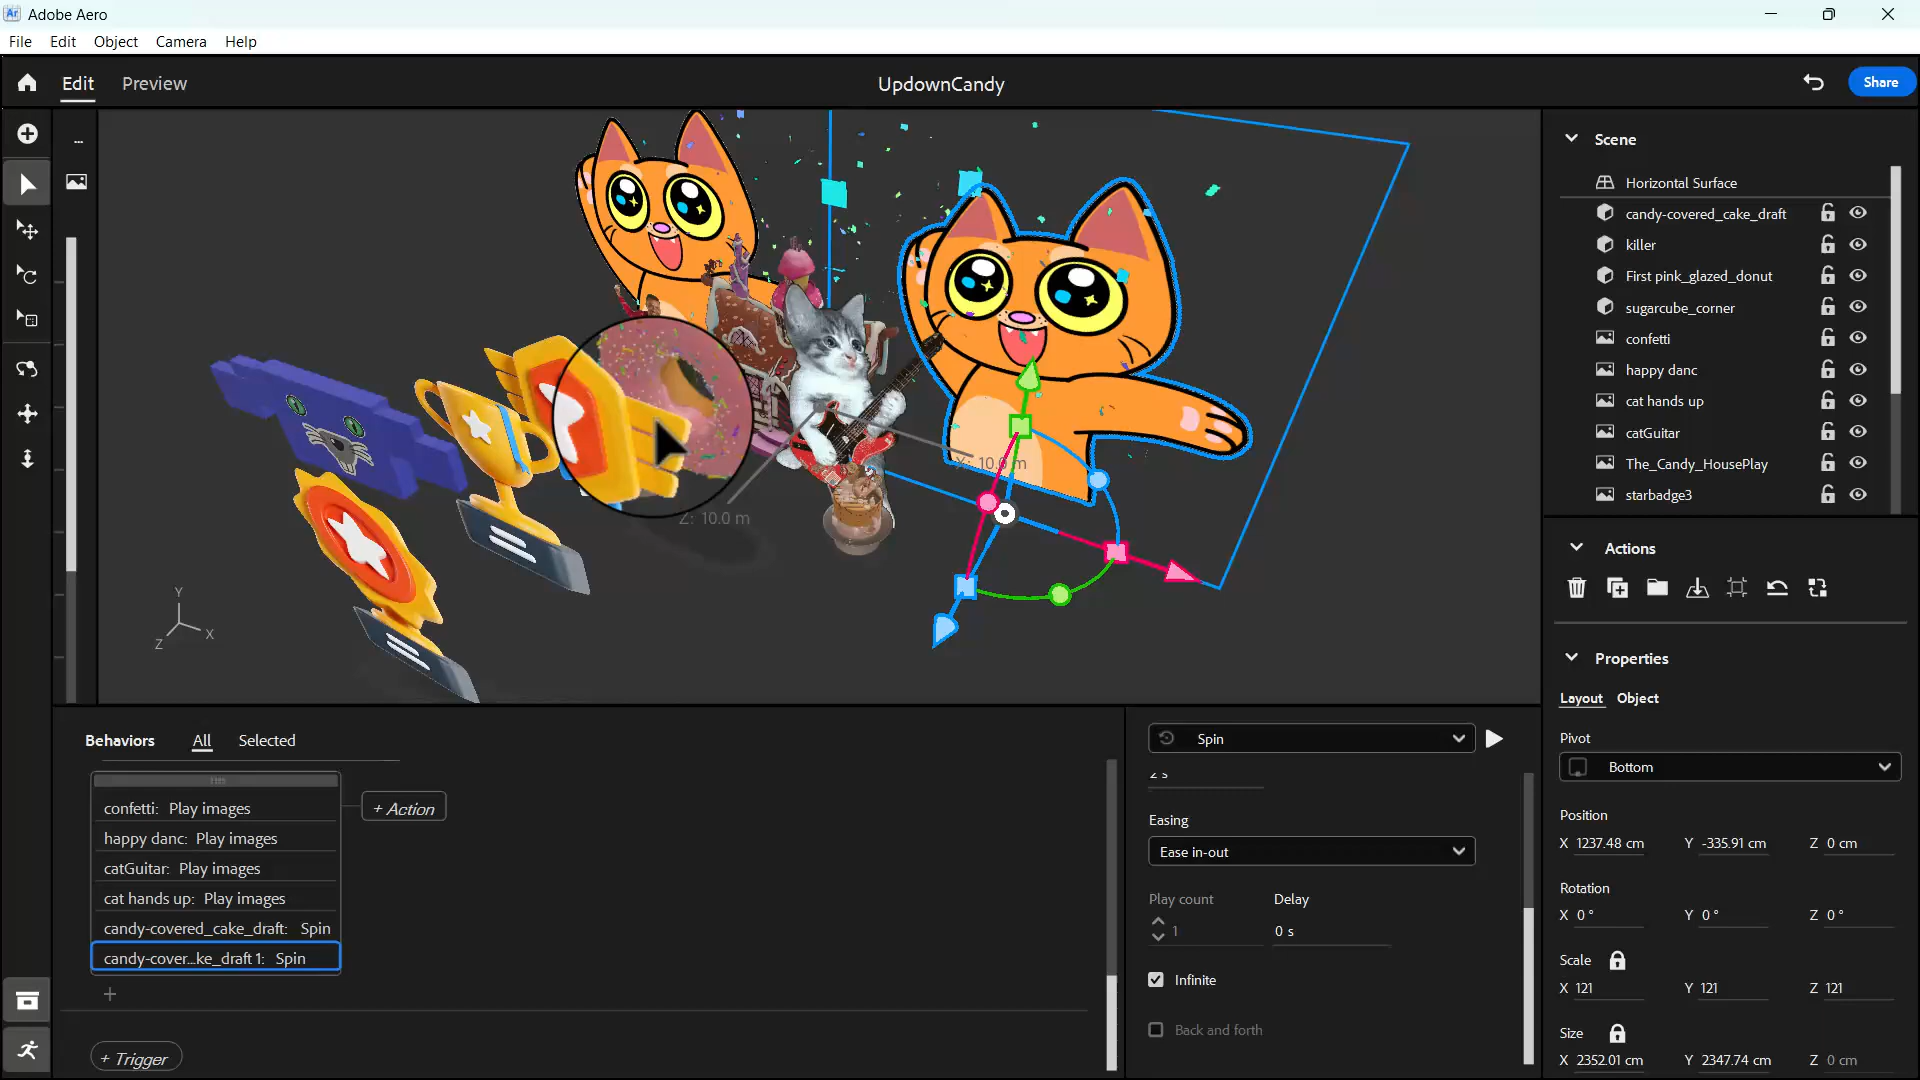 Adobe Aero
File Edit Object Camera Help
Edit Preview
UpdownCandy
Share
...
X: 10.0 m
Z: 10.0 m
Y
X
Z
Scene
Horizontal Surface
candy-covered_cake_draft
killer
First pink_glazed_donut
sugarcube_corner
confetti
happy danc
cat hands up
catGuitar
The_Candy_HousePlay
starbadge3
Actions
Properties
Layout Object
Pivot
Bottom
Position
X 1237.48 cm Y -335.91 cm Z 0 cm
Rotation
X 0 ° Y 0 ° Z 0 °
Scale
X 121 Y 121 Z 121
Size
X 2352.01 cm Y 2347.74 cm Z 0 cm
Behaviors All Selected
confetti: Play images
+ Action
happy danc: Play images
catGuitar: Play images
cat hands up: Play images
candy-covered_cake_draft: Spin
candy-cover...ke_draft 1: Spin
+
+ Trigger
Spin
2 s
Easing
Ease in-out
Play count Delay
1 0 s
Infinite
Back and forth